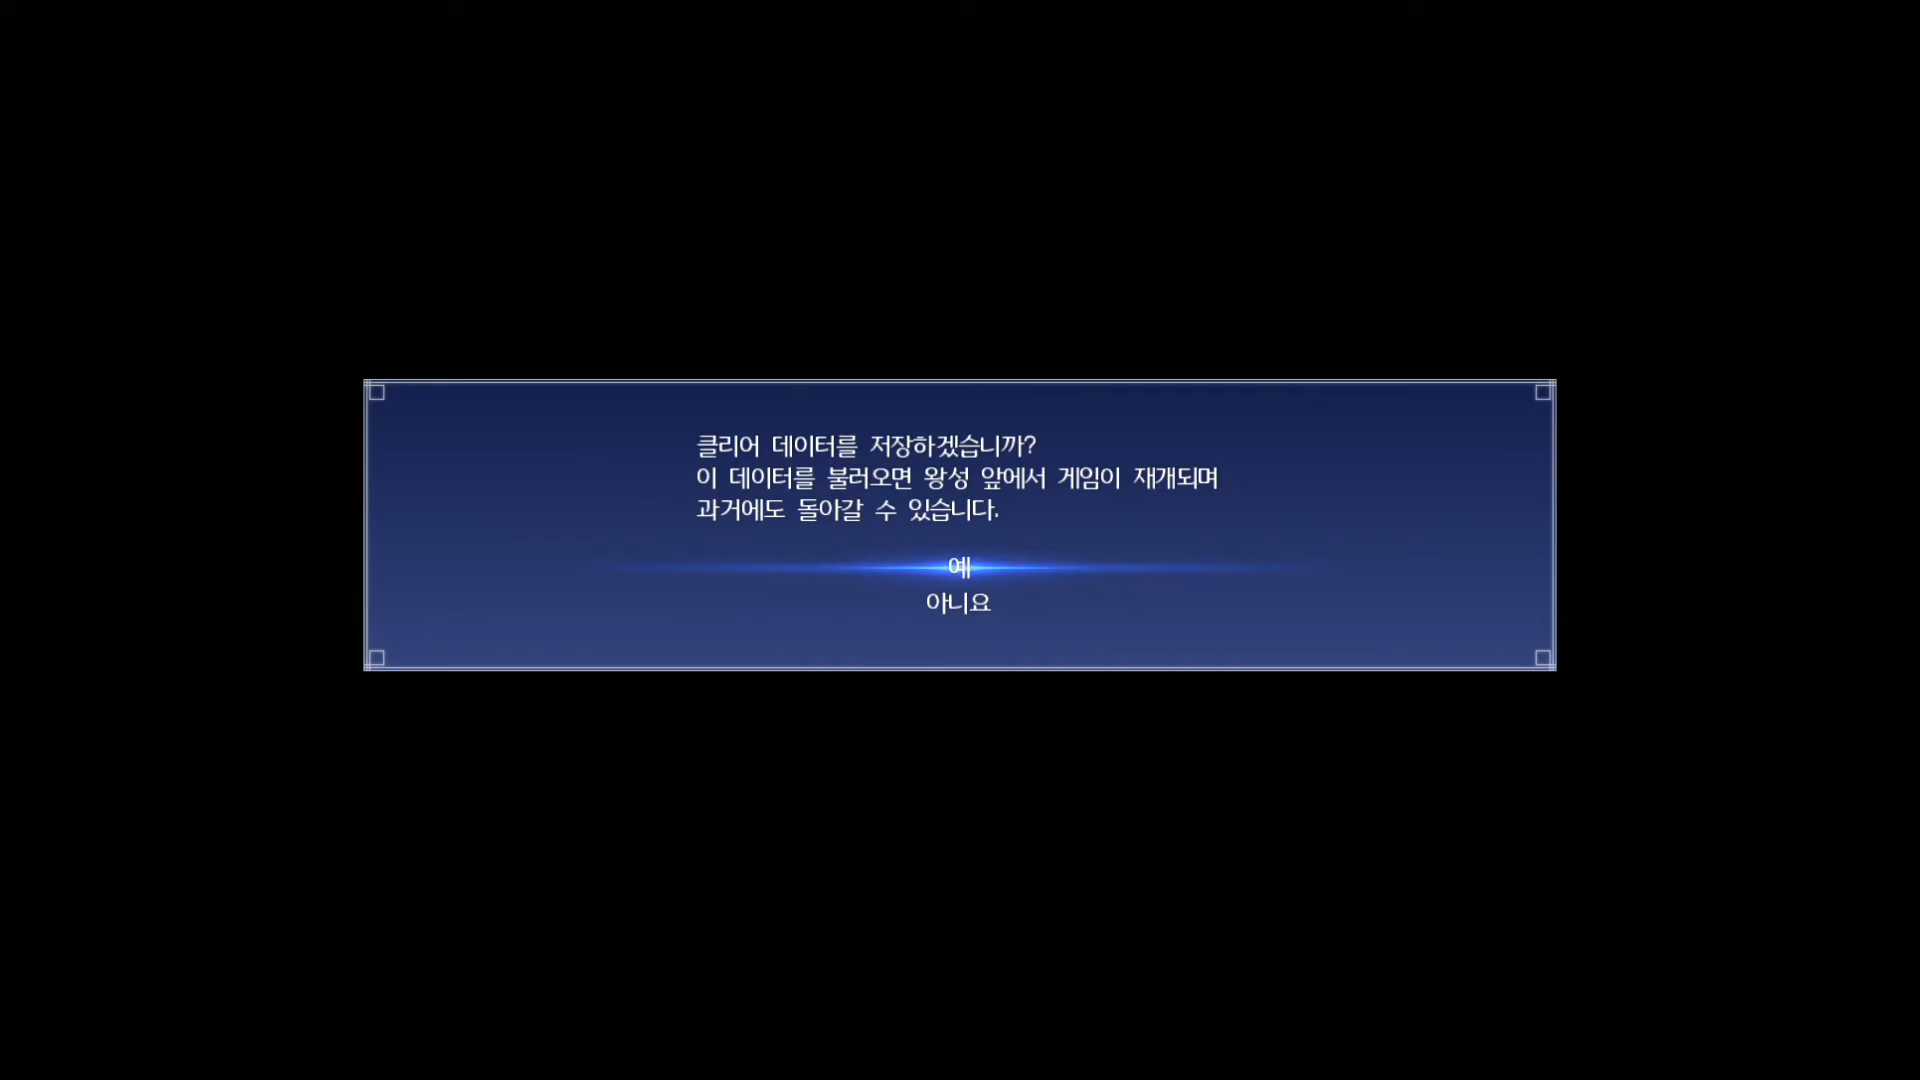 클리어 데이터를 저장하겠습니까?
이 데이터를 불러오면 왕성 앞에서 게임이 재개되며
과거에도 돌아갈 수 있습니다.
예
아니요